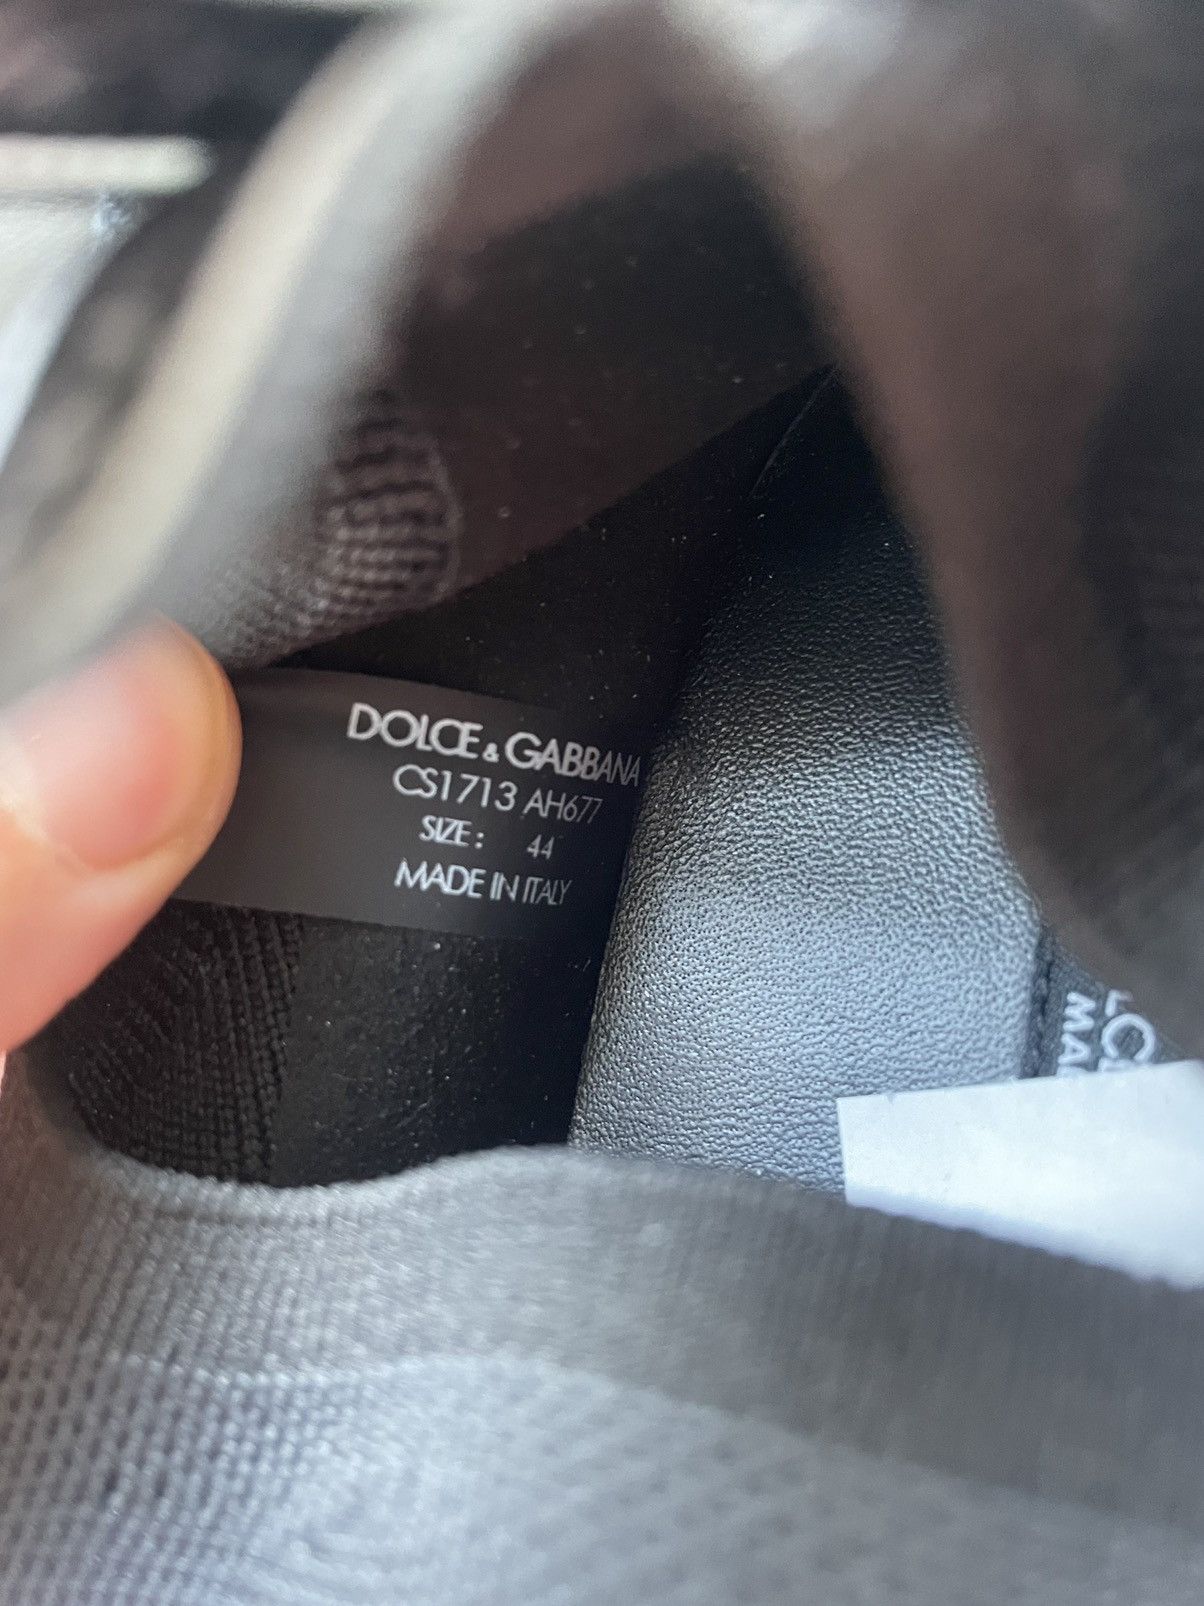 DOLCE & GABBANA
CS1713 AH677
SIZE: 44
MADE IN ITALY